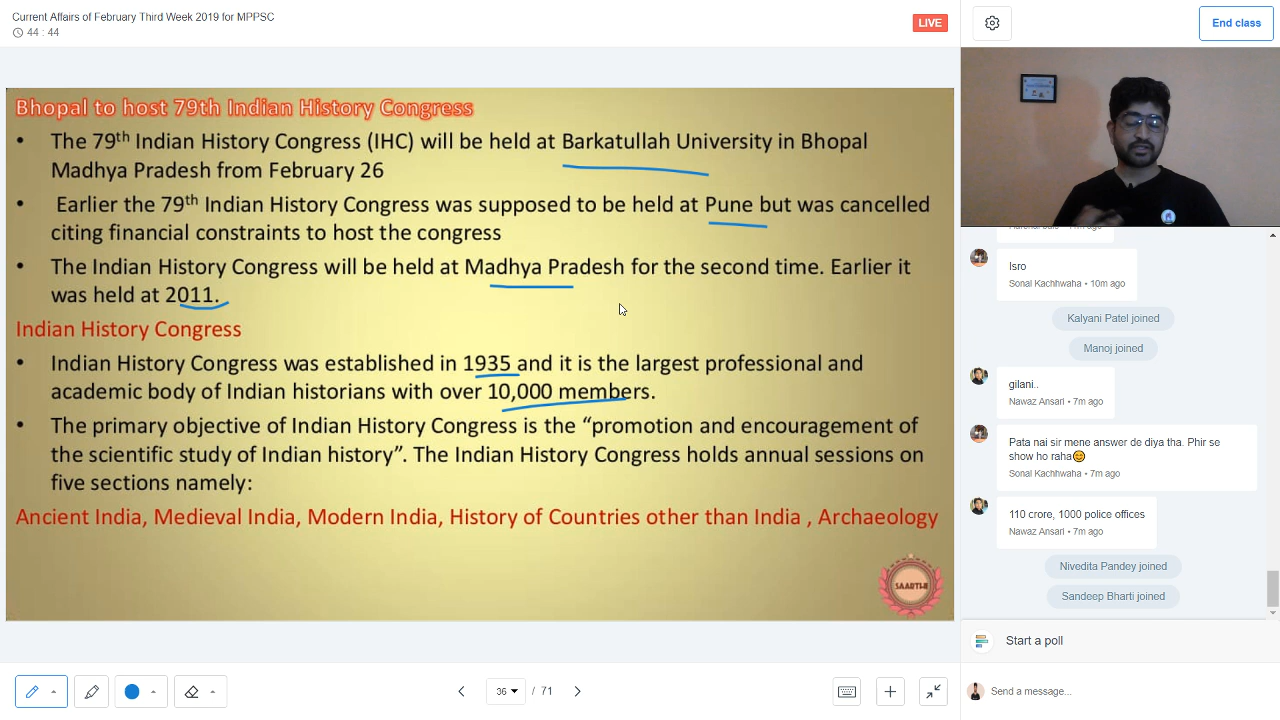 Current Affairs of February Third Week 2019 for MPPSC
44 : 44
LIVE
End class
Bhopal to host 79th Indian History Congress
• The 79th Indian History Congress (IHC) will be held at Barkatullah University in Bhopal
Madhya Pradesh from February 26
• Earlier the 79th Indian History Congress was supposed to be held at Pune but was cancelled
citing financial constraints to host the congress
• The Indian History Congress will be held at Madhya Pradesh for the second time. Earlier it
was held at 2011.
Indian History Congress
• Indian History Congress was established in 1935 and it is the largest professional and
academic body of Indian historians with over 10,000 members.
• The primary objective of Indian History Congress is the “promotion and encouragement of
the scientific study of Indian history”. The Indian History Congress holds annual sessions on
five sections namely:
Ancient India, Medieval India, Modern India, History of Countries other than India , Archaeology
SAARTHI
36 / 71
Isro
Sonal Kachhwaha • 10m ago
Kalyani Patel joined
Manoj joined
gilani..
Nawaz Ansari • 7m ago
Pata nai sir mene answer de diya tha. Phir se
show ho raha😊
Sonal Kachhwaha • 7m ago
110 crore, 1000 police offices
Nawaz Ansari • 7m ago
Nivedita Pandey joined
Sandeep Bharti joined
Start a poll
Send a message...